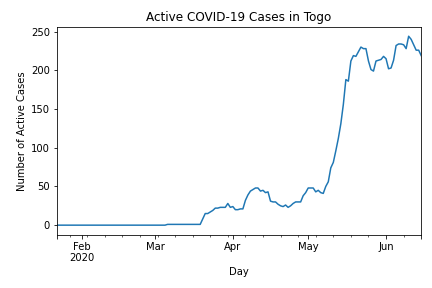 Active COVID-19 Cases in Togo
250
200
150
100
50
0
Number of Active Cases
Feb
2020
Mar
Apr
May
Jun
Day